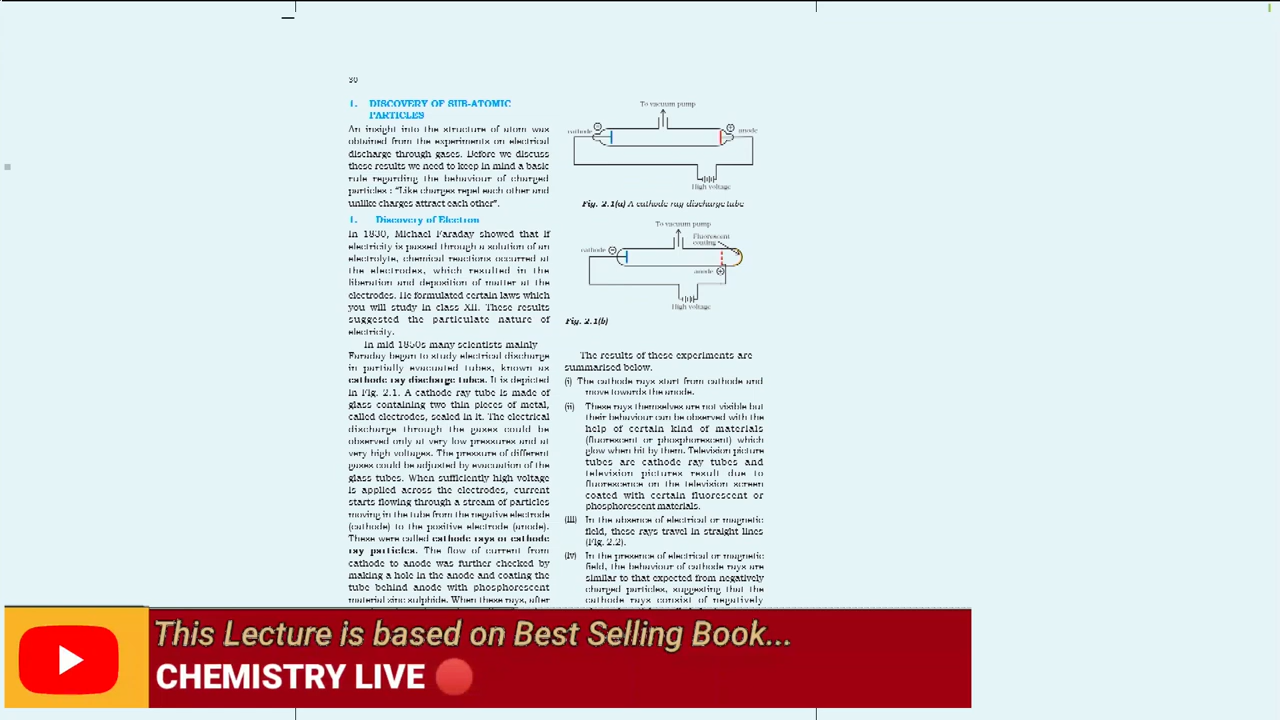 30
1. DISCOVERY OF SUB-ATOMIC
PARTICLES
An insight into the structure of atom was
obtained from the experiments on electrical
discharge through gases. Before we discuss
these results we need to keep in mind a basic
rule regarding the behaviour of charged
particles : “Like charges repel each other and
unlike charges attract each other”.
1. Discovery of Electron
In 1830, Michael Faraday showed that if
electricity is passed through a solution of an
electrolyte, chemical reactions occurred at
the electrodes, which resulted in the
liberation and deposition of matter at the
electrodes. He formulated certain laws which
you will study in class XII. These results
suggested the particulate nature of
electricity.
In mid 1850s many scientists mainly
Faraday began to study electrical discharge
in partially evacuated tubes, known as
cathode ray discharge tubes. It is depicted
in Fig. 2.1. A cathode ray tube is made of
glass containing two thin pieces of metal,
called electrodes, sealed in it. The electrical
discharge through the gases could be
observed only at very low pressures and at
very high voltages. The pressure of different
gases could be adjusted by evacuation of the
glass tubes. When sufficiently high voltage
is applied across the electrodes, current
starts flowing through a stream of particles
moving in the tube from the negative electrode
(cathode) to the positive electrode (anode).
These were called cathode rays or cathode
ray particles. The flow of current from
cathode to anode was further checked by
making a hole in the anode and coating the
tube behind anode with phosphorescent
material zinc sulphide. When these rays, after
To vacuum pump
cathode
anode
High voltage
Fig. 2.1(a) A cathode ray discharge tube
To vacuum pump
Fluorescent
coating
cathode
anode
High voltage
Fig. 2.1(b)
The results of these experiments are
summarised below.
(i) The cathode rays start from cathode and
move towards the anode.
(ii) These rays themselves are not visible but
their behaviour can be observed with the
help of certain kind of materials
(fluorescent or phosphorescent) which
glow when hit by them. Television picture
tubes are cathode ray tubes and
television pictures result due to
fluorescence on the television screen
coated with certain fluorescent or
phosphorescent materials.
(iii) In the absence of electrical or magnetic
field, these rays travel in straight lines
(Fig. 2.2).
(iv) In the presence of electrical or magnetic
field, the behaviour of cathode rays are
similar to that expected from negatively
charged particles, suggesting that the
cathode rays consist of negatively
This Lecture is based on Best Selling Book...
CHEMISTRY LIVE